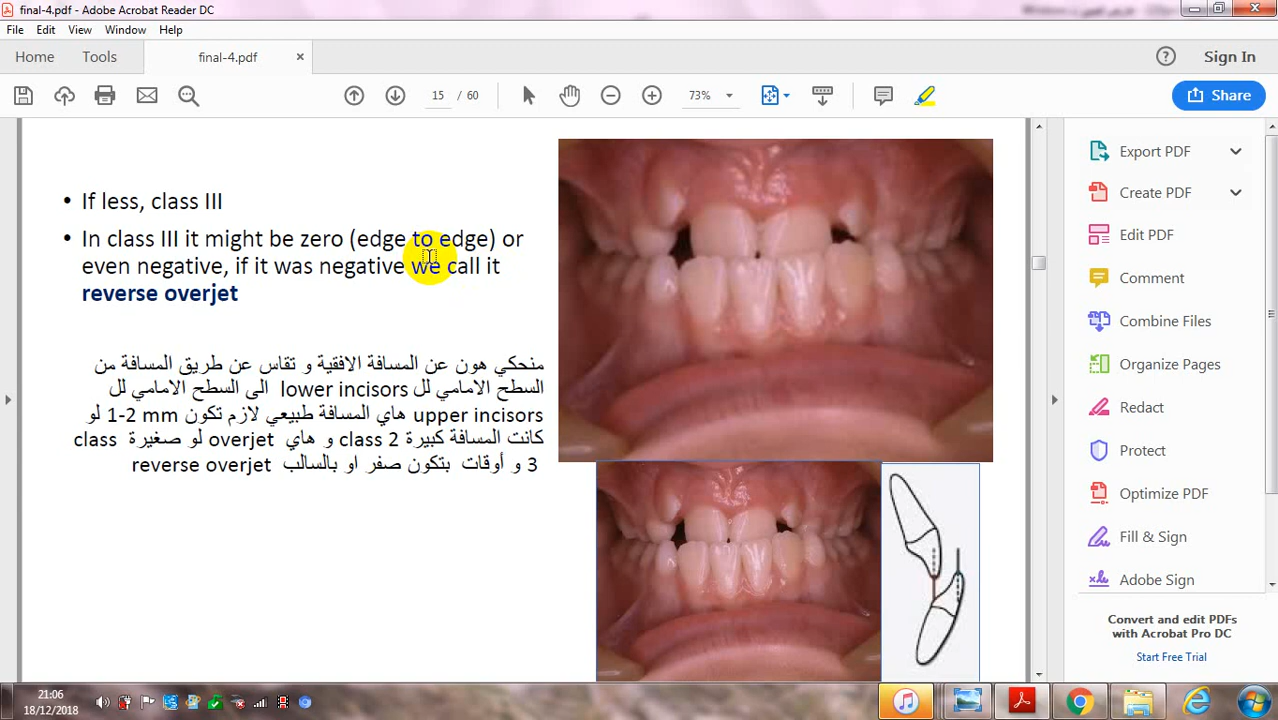 final-4.pdf - Adobe Acrobat Reader DC
File Edit View Window Help
Home Tools final-4.pdf × ? Sign In
15 / 60 73% Share
• If less, class III
• In class III it might be zero (edge to edge) or
even negative, if it was negative we call it
reverse overjet
منحكي هون عن المسافة الافقية و تقاس عن طريق المسافة من
السطح الامامي لل lower incisors الى السطح الامامي لل
upper incisors هاي المسافة طبيعي لازم تكون 1-2 mm لو
كانت المسافة كبيرة class 2 و هاي overjet لو صغيرة class
3 و أوقات بتكون صفر او بالسالب reverse overjet
Export PDF
Create PDF
Edit PDF
Comment
Combine Files
Organize Pages
Redact
Protect
Optimize PDF
Fill & Sign
Adobe Sign
Convert and edit PDFs
with Acrobat Pro DC
Start Free Trial
21:06
18/12/2018